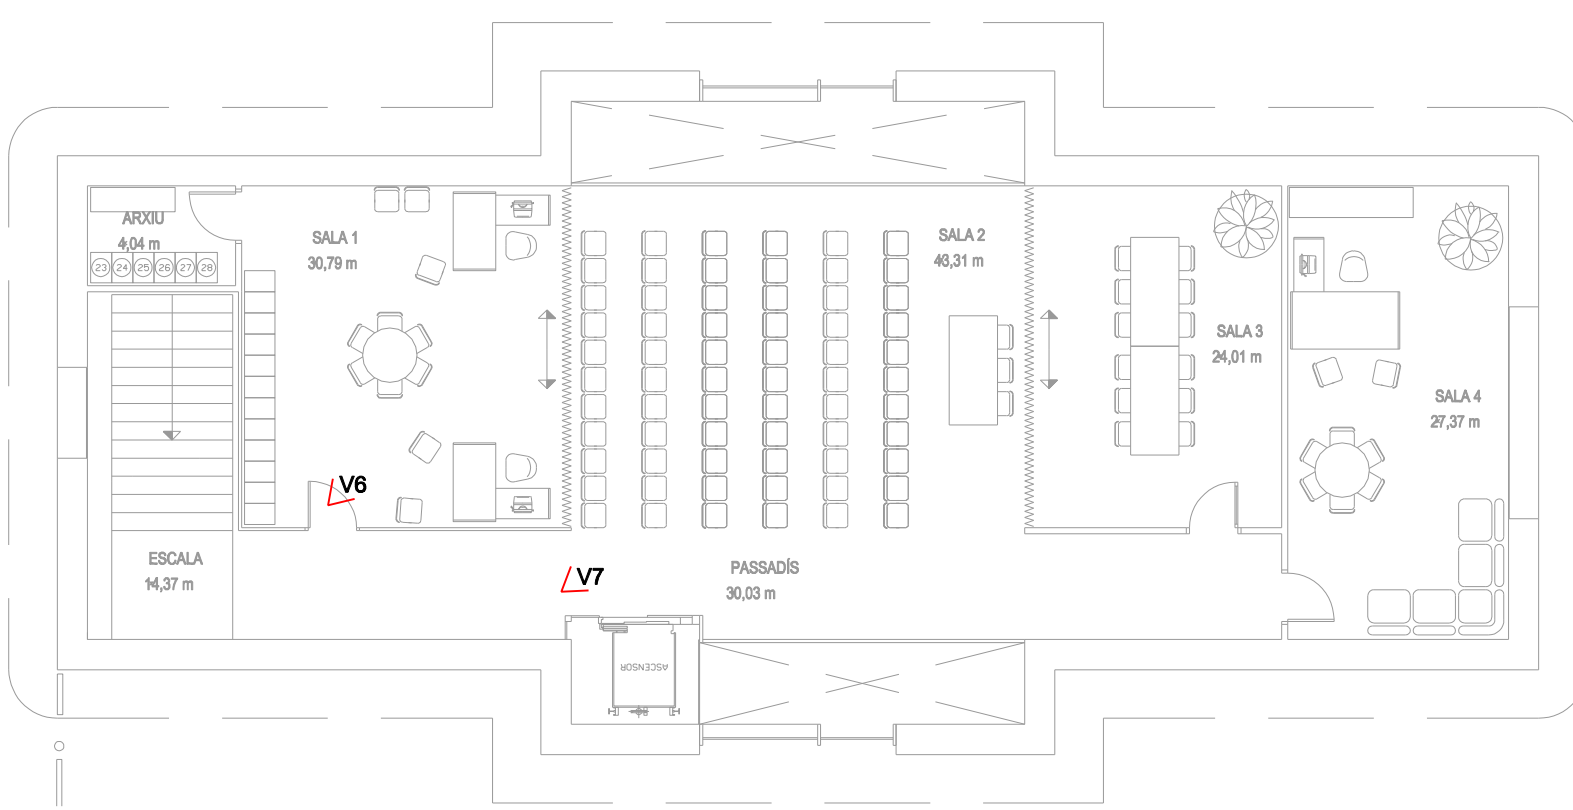 ARXIU
4,04 m
23 24 25 26 27 28
SALA 1
30,79 m
SALA 2
43,31 m
SALA 3
24,01 m
SALA 4
27,37 m
V6
ESCALA
14,37 m
V7
PASSADÍS
30,03 m
ASCENSOR